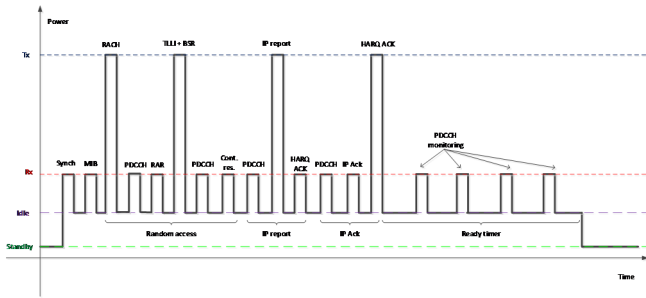 Power
RACH
TLLI + BSR
IP report
HARQ ACK
Tx
Synch
MIB
PDCCH
RAR
PDCCH
Cont.
res.
PDCCH
HARQ
ACK
PDCCH
IP Ack
PDCCH
monitoring
Rx
Idle
Random access
IP report
IP Ack
Ready timer
Standby
Time